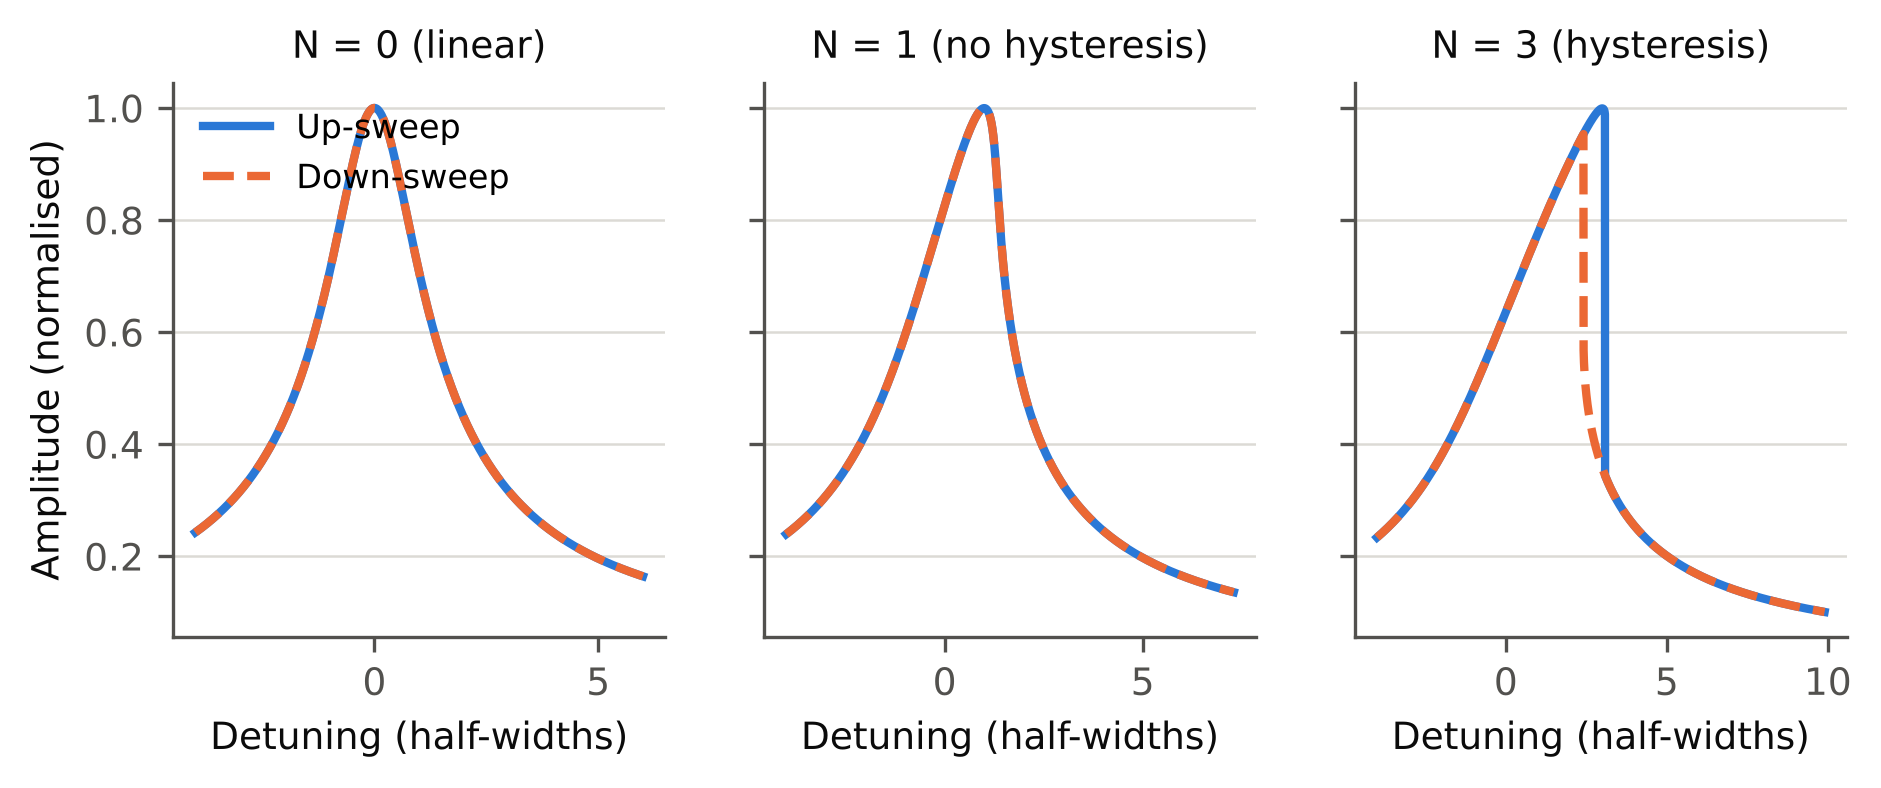 N = 0 (linear)
N = 1 (no hysteresis)
N = 3 (hysteresis)
Amplitude (normalised)
1.0
0.8
0.6
0.4
0.2
Up-sweep
Down-sweep
0 5
0 5
0 5 10
Detuning (half-widths)
Detuning (half-widths)
Detuning (half-widths)